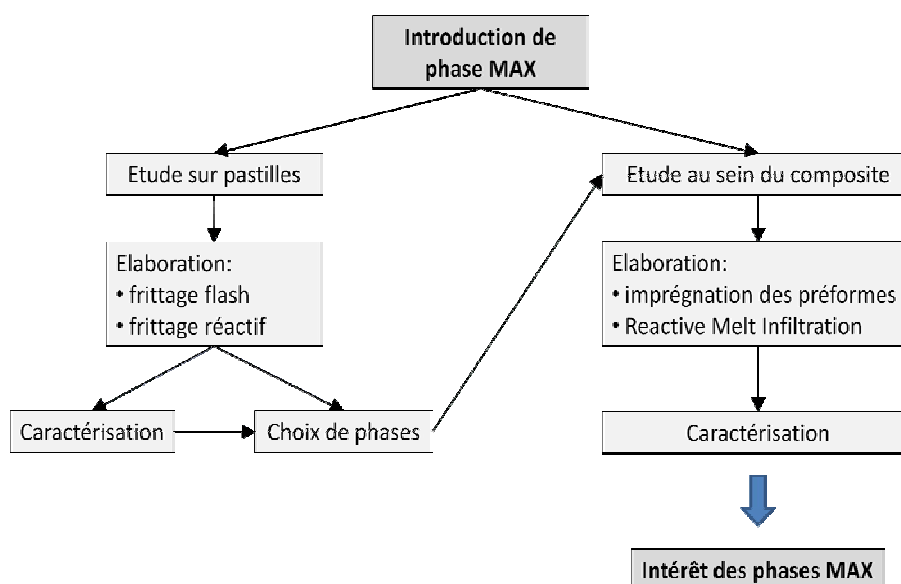 Introduction de
phase MAX
Etude sur pastilles
Etude au sein du composite
Elaboration:
• frittage flash
• frittage réactif
Elaboration:
• imprégnation des préformes
• Reactive Melt Infiltration
Caractérisation
Choix de phases
Caractérisation
Intérêt des phases MAX